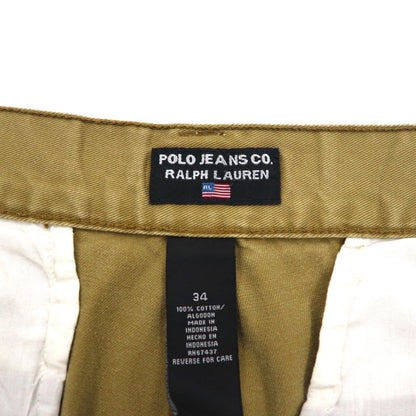 POLO JEANS CO.
RALPH LAUREN
RL
34
100% COTTON/
ALGODON
MADE IN
INDONESIA
HECHO EN
INDONESIA
RN67437
REVERSE FOR CARE